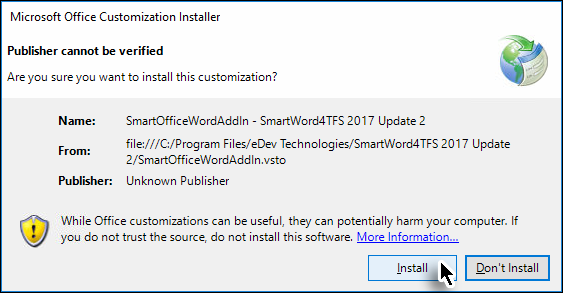 Microsoft Office Customization Installer
Publisher cannot be verified
Are you sure you want to install this customization?
Name: SmartOfficeWordAddIn - SmartWord4TFS 2017 Update 2
From: file:///C:/Program Files/eDev Technologies/SmartWord4TFS 2017 Update
2/SmartOfficeWordAddIn.vsto
Publisher: Unknown Publisher
While Office customizations can be useful, they can potentially harm your computer. If
you do not trust the source, do not install this software. More Information...
Install Don't Install